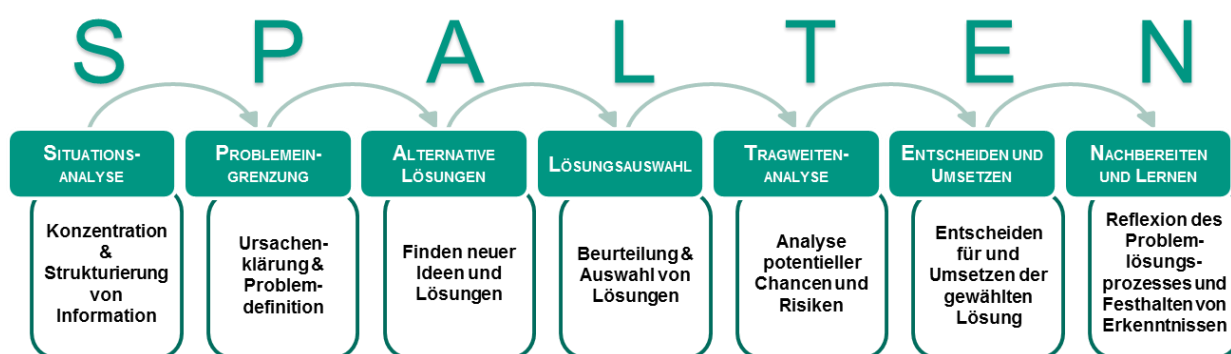 S P A L T E N
SITUATIONS-
ANALYSE
Konzentration
&
Strukturierung
von
Information
PROBLEMEIN-
GRENZUNG
Ursachen-
klärung &
Problem-
definition
ALTERNATIVE
LÖSUNGEN
Finden neuer
Ideen und
Lösungen
LÖSUNGSAUSWAHL
Beurteilung &
Auswahl von
Lösungen
TRAGWEITEN-
ANALYSE
Analyse
potentieller
Chancen und
Risiken
ENTSCHEIDEN UND
UMSETZEN
Entscheiden
für und
Umsetzen der
gewählten
Lösung
NACHBEREITEN
UND LERNEN
Reflexion des
Problem-
lösungs-
prozesses und
Festhalten von
Erkenntnissen